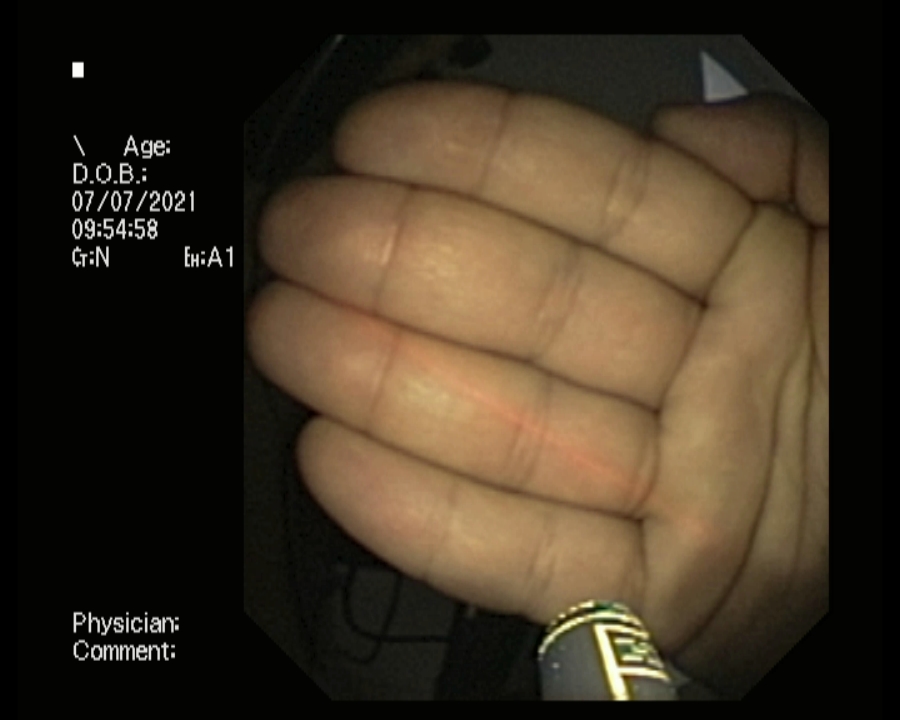 \ Age:
D.O.B.:
07/07/2021
09:54:58
Cr:N EH:A1
Physician:
Comment: